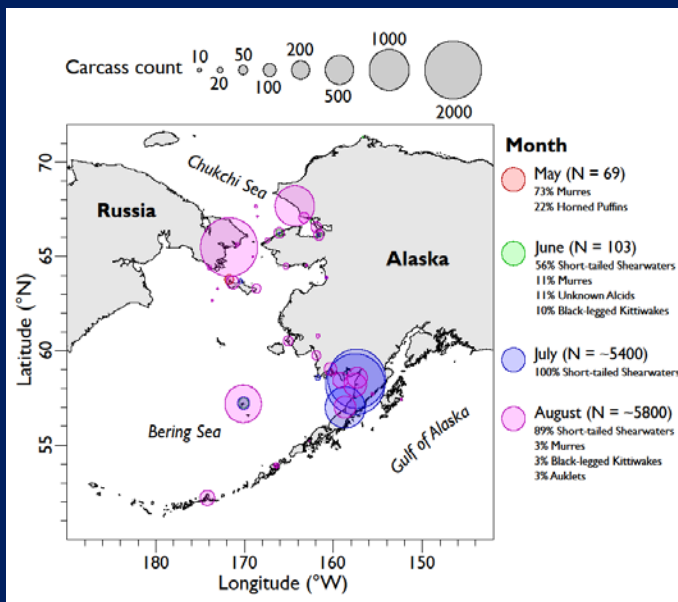 Carcass count
10
20
50
100
200
500
1000
2000
Month
May (N = 69)
73% Murres
22% Horned Puffins
June (N = 103)
56% Short-tailed Shearwaters
11% Murres
11% Unknown Alcids
10% Black-legged Kittiwakes
July (N = ~5400)
100% Short-tailed Shearwaters
August (N = ~5800)
89% Short-tailed Shearwaters
3% Murres
3% Black-legged Kittiwakes
3% Auklets
Chukchi Sea
Russia
Alaska
Bering Sea
Gulf of Alaska
Latitude (°N)
70
65
60
55
180
170
160
150
Longitude (°W)